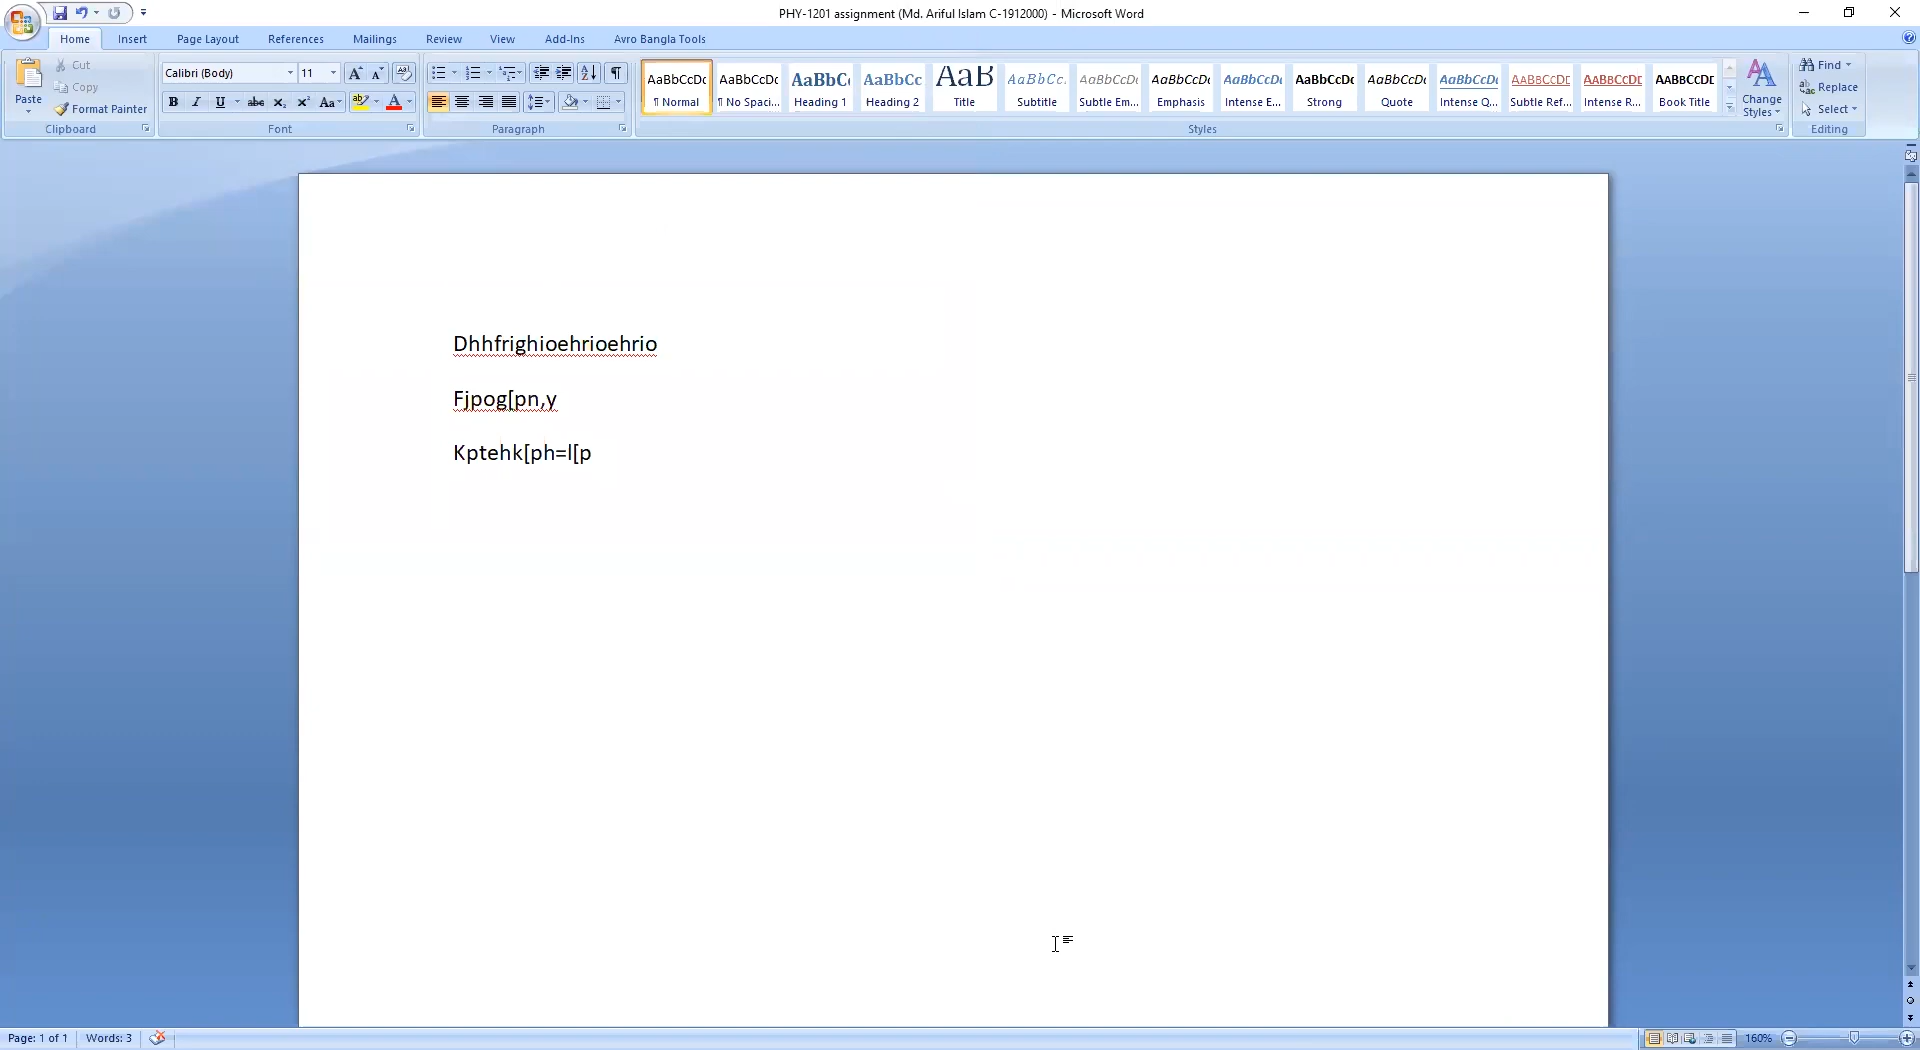 PHY-1201 assignment (Md. Ariful Islam C-1912000) - Microsoft Word
Home Insert Page Layout References Mailings Review View Add-Ins Avro Bangla Tools
Paste
Cut
Copy
Format Painter
Clipboard
Calibri (Body) 11
B I U abc X₂ X² Aa
Font
Paragraph
AaBbCcDc AaBbCcDc AaBbC AaBbCc AaB AaBbCc. AaBbCcDc AaBbCcDc AaBbCcDc AaBbCcDc AaBbCcDc AaBbCcDc AABBCCDE AABBCCDE AABBCCDE
¶ Normal ¶ No Spaci... Heading 1 Heading 2 Title Subtitle Subtle Em... Emphasis Intense E... Strong Quote Intense Q... Subtle Ref... Intense R... Book Title
Styles
Change Styles
Find
Replace
Select
Editing
Dhhfrighioehrioehrio
Fjpog[pn,y
Kptehk[ph=l[p
Page: 1 of 1 Words: 3 160%